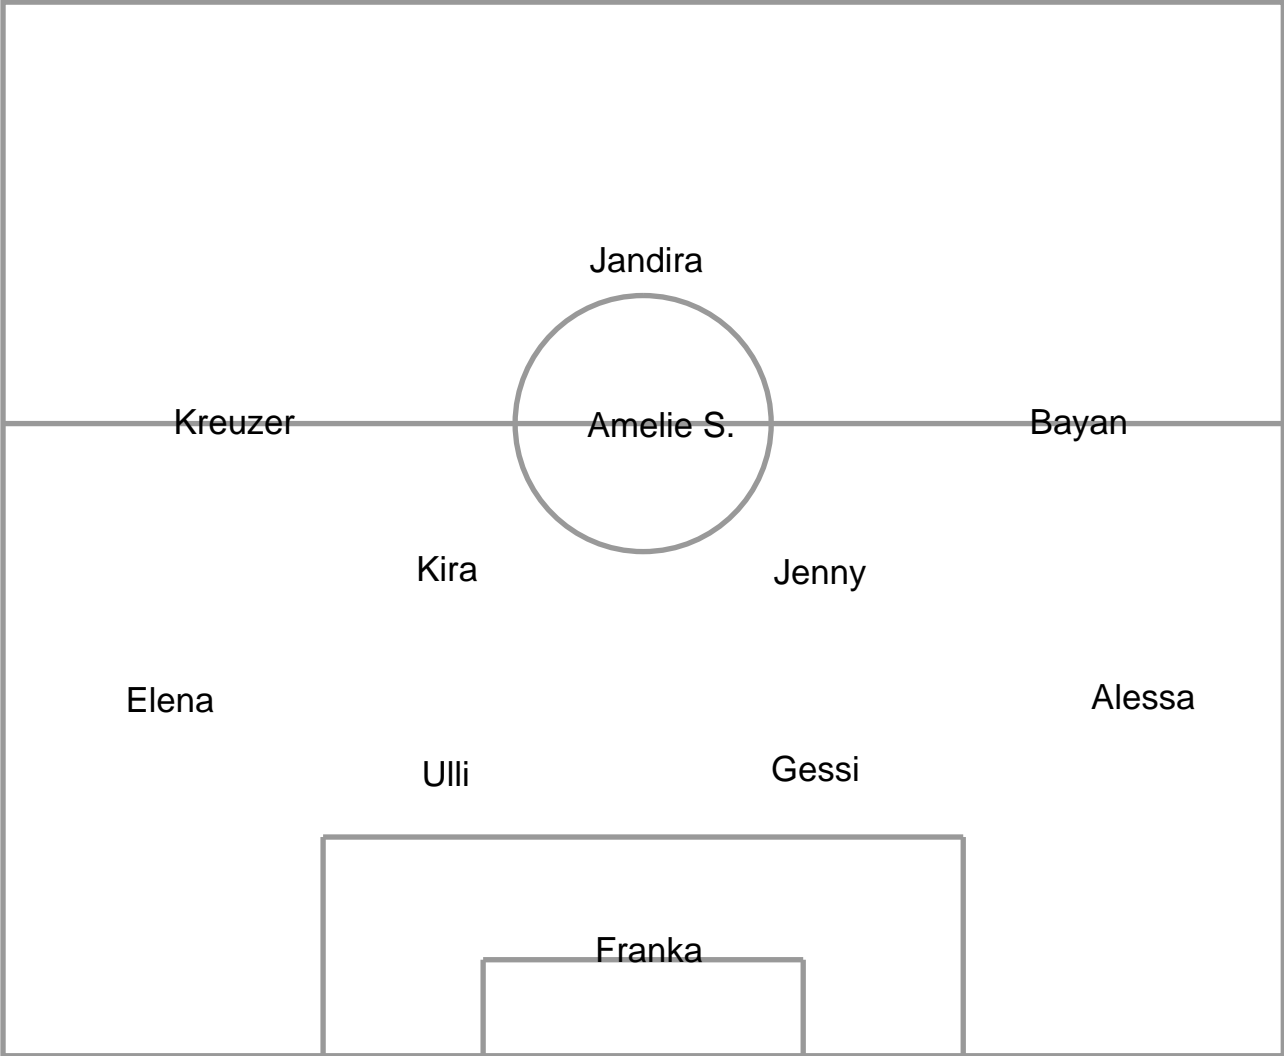 Jandira
Kreuzer
Amelie S.
Bayan
Kira
Jenny
Elena
Alessa
Ulli
Gessi
Franka